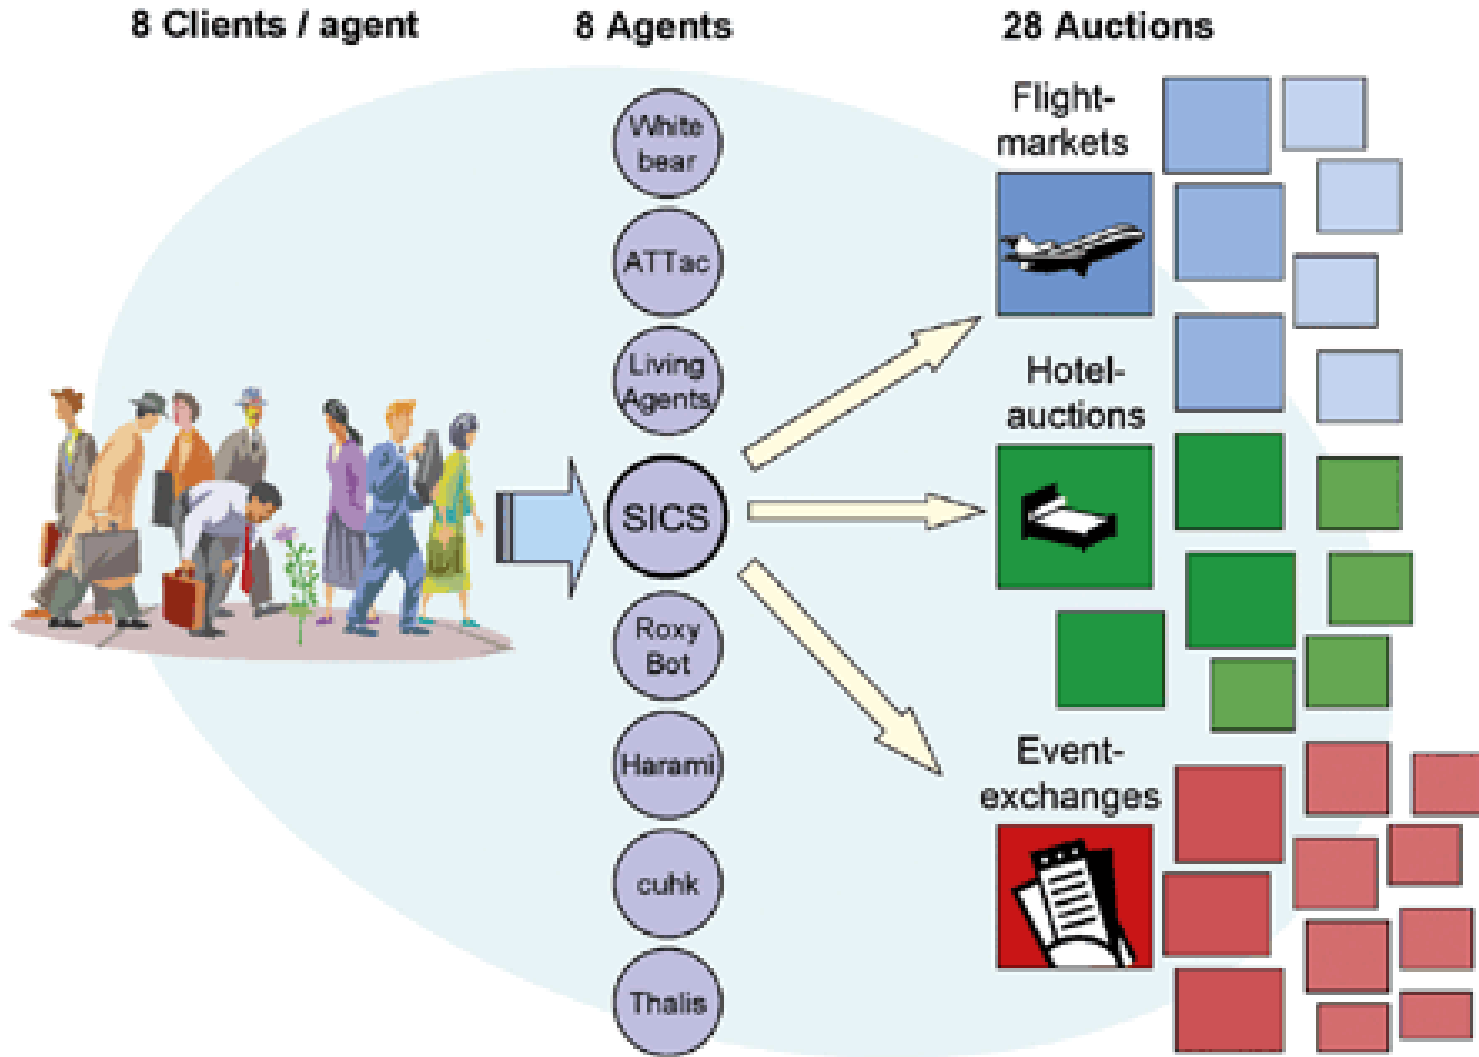 8 Clients / agent
8 Agents
28 Auctions
White
bear
ATTac
Living
Agents
SICS
Roxy
Bot
Harami
cuhk
Thalis
Flight-
markets
Hotel-
auctions
Event-
exchanges